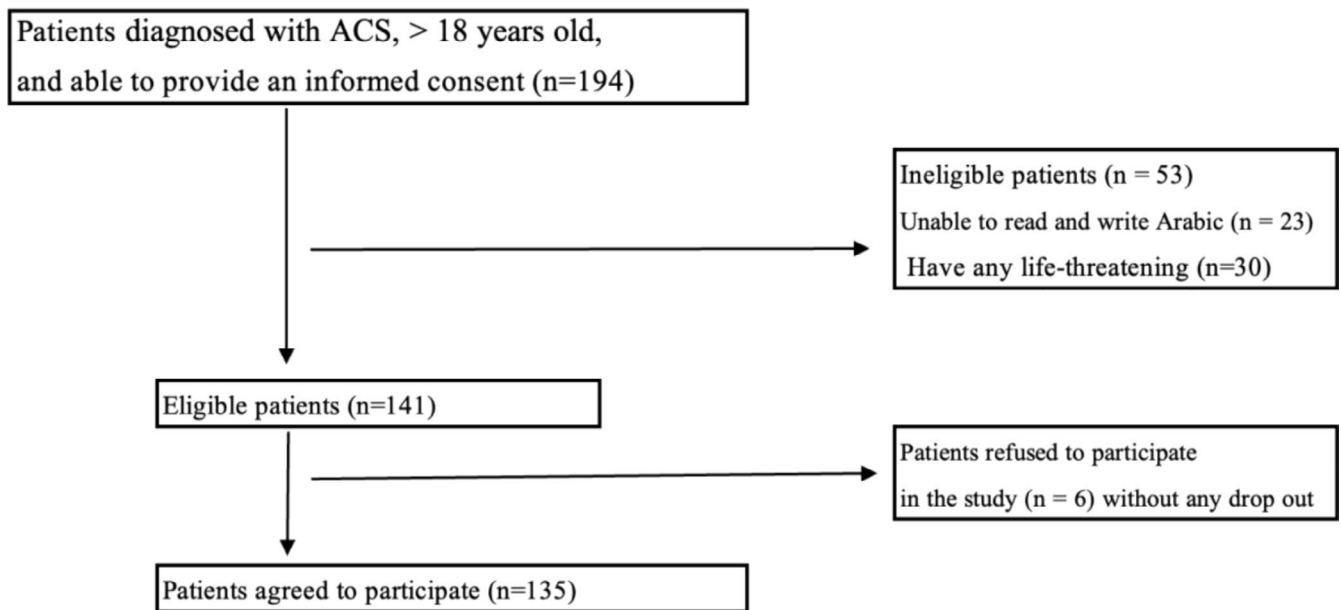 Patients diagnosed with ACS, > 18 years old,
and able to provide an informed consent (n=194)
Ineligible patients (n = 53)
Unable to read and write Arabic (n = 23)
Have any life-threatening (n=30)
Eligible patients (n=141)
Patients refused to participate
in the study (n = 6) without any drop out
Patients agreed to participate (n=135)